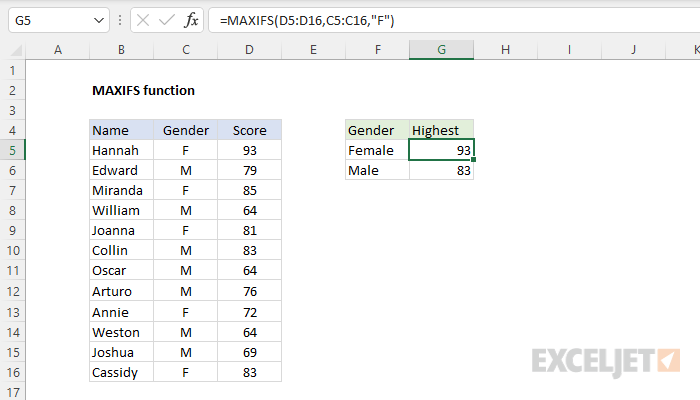 G5 fx =MAXIFS(D5:D16,C5:C16,"F")
A B C D E F G H I J K
1
2 MAXIFS function
3
4 Name Gender Score Gender Highest
5 Hannah F 93 Female 93
6 Edward M 79 Male 83
7 Miranda F 85
8 William M 64
9 Joanna F 81
10 Collin M 83
11 Oscar M 64
12 Arturo M 76
13 Annie F 72
14 Weston M 64
15 Joshua M 69
16 Cassidy F 83
17
EXCELJET